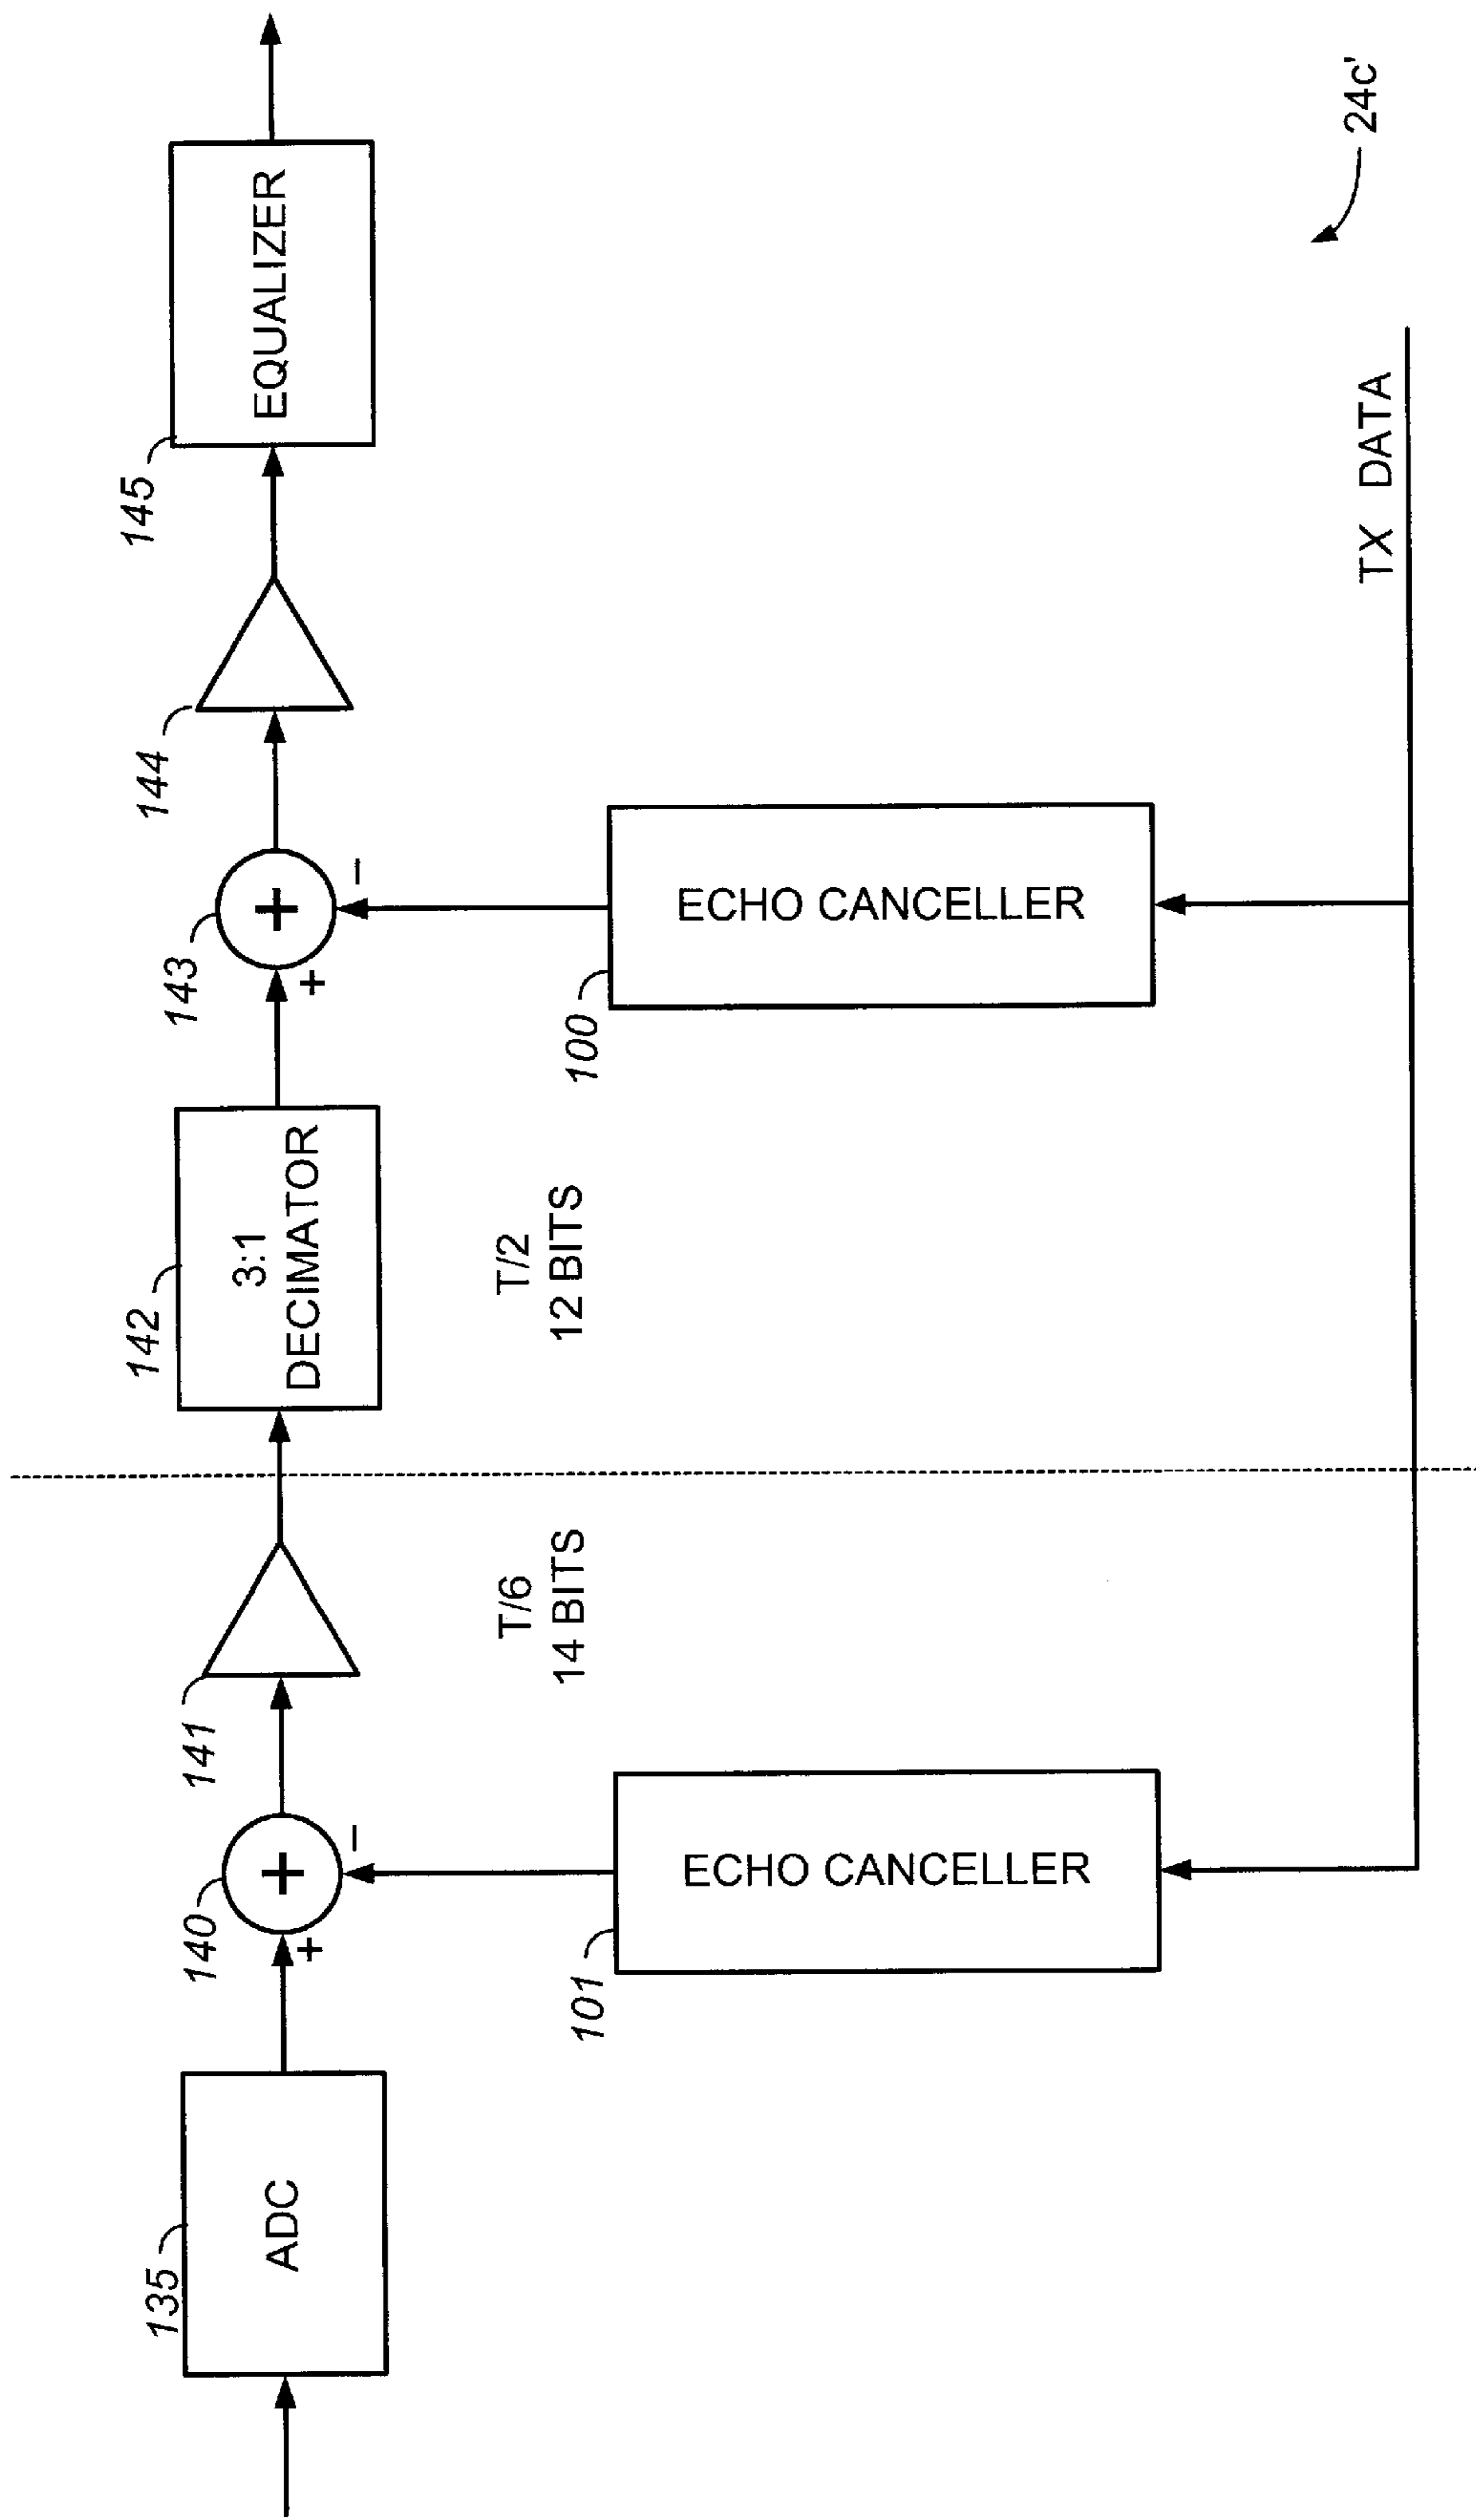 135
ADC
140
+
+
−
141
142
3:1
DECIMATOR
143
+
+
−
144
145
EQUALIZER
T/6
14 BITS
T/2
12 BITS
101
ECHO CANCELLER
100
ECHO CANCELLER
TX DATA
24c'